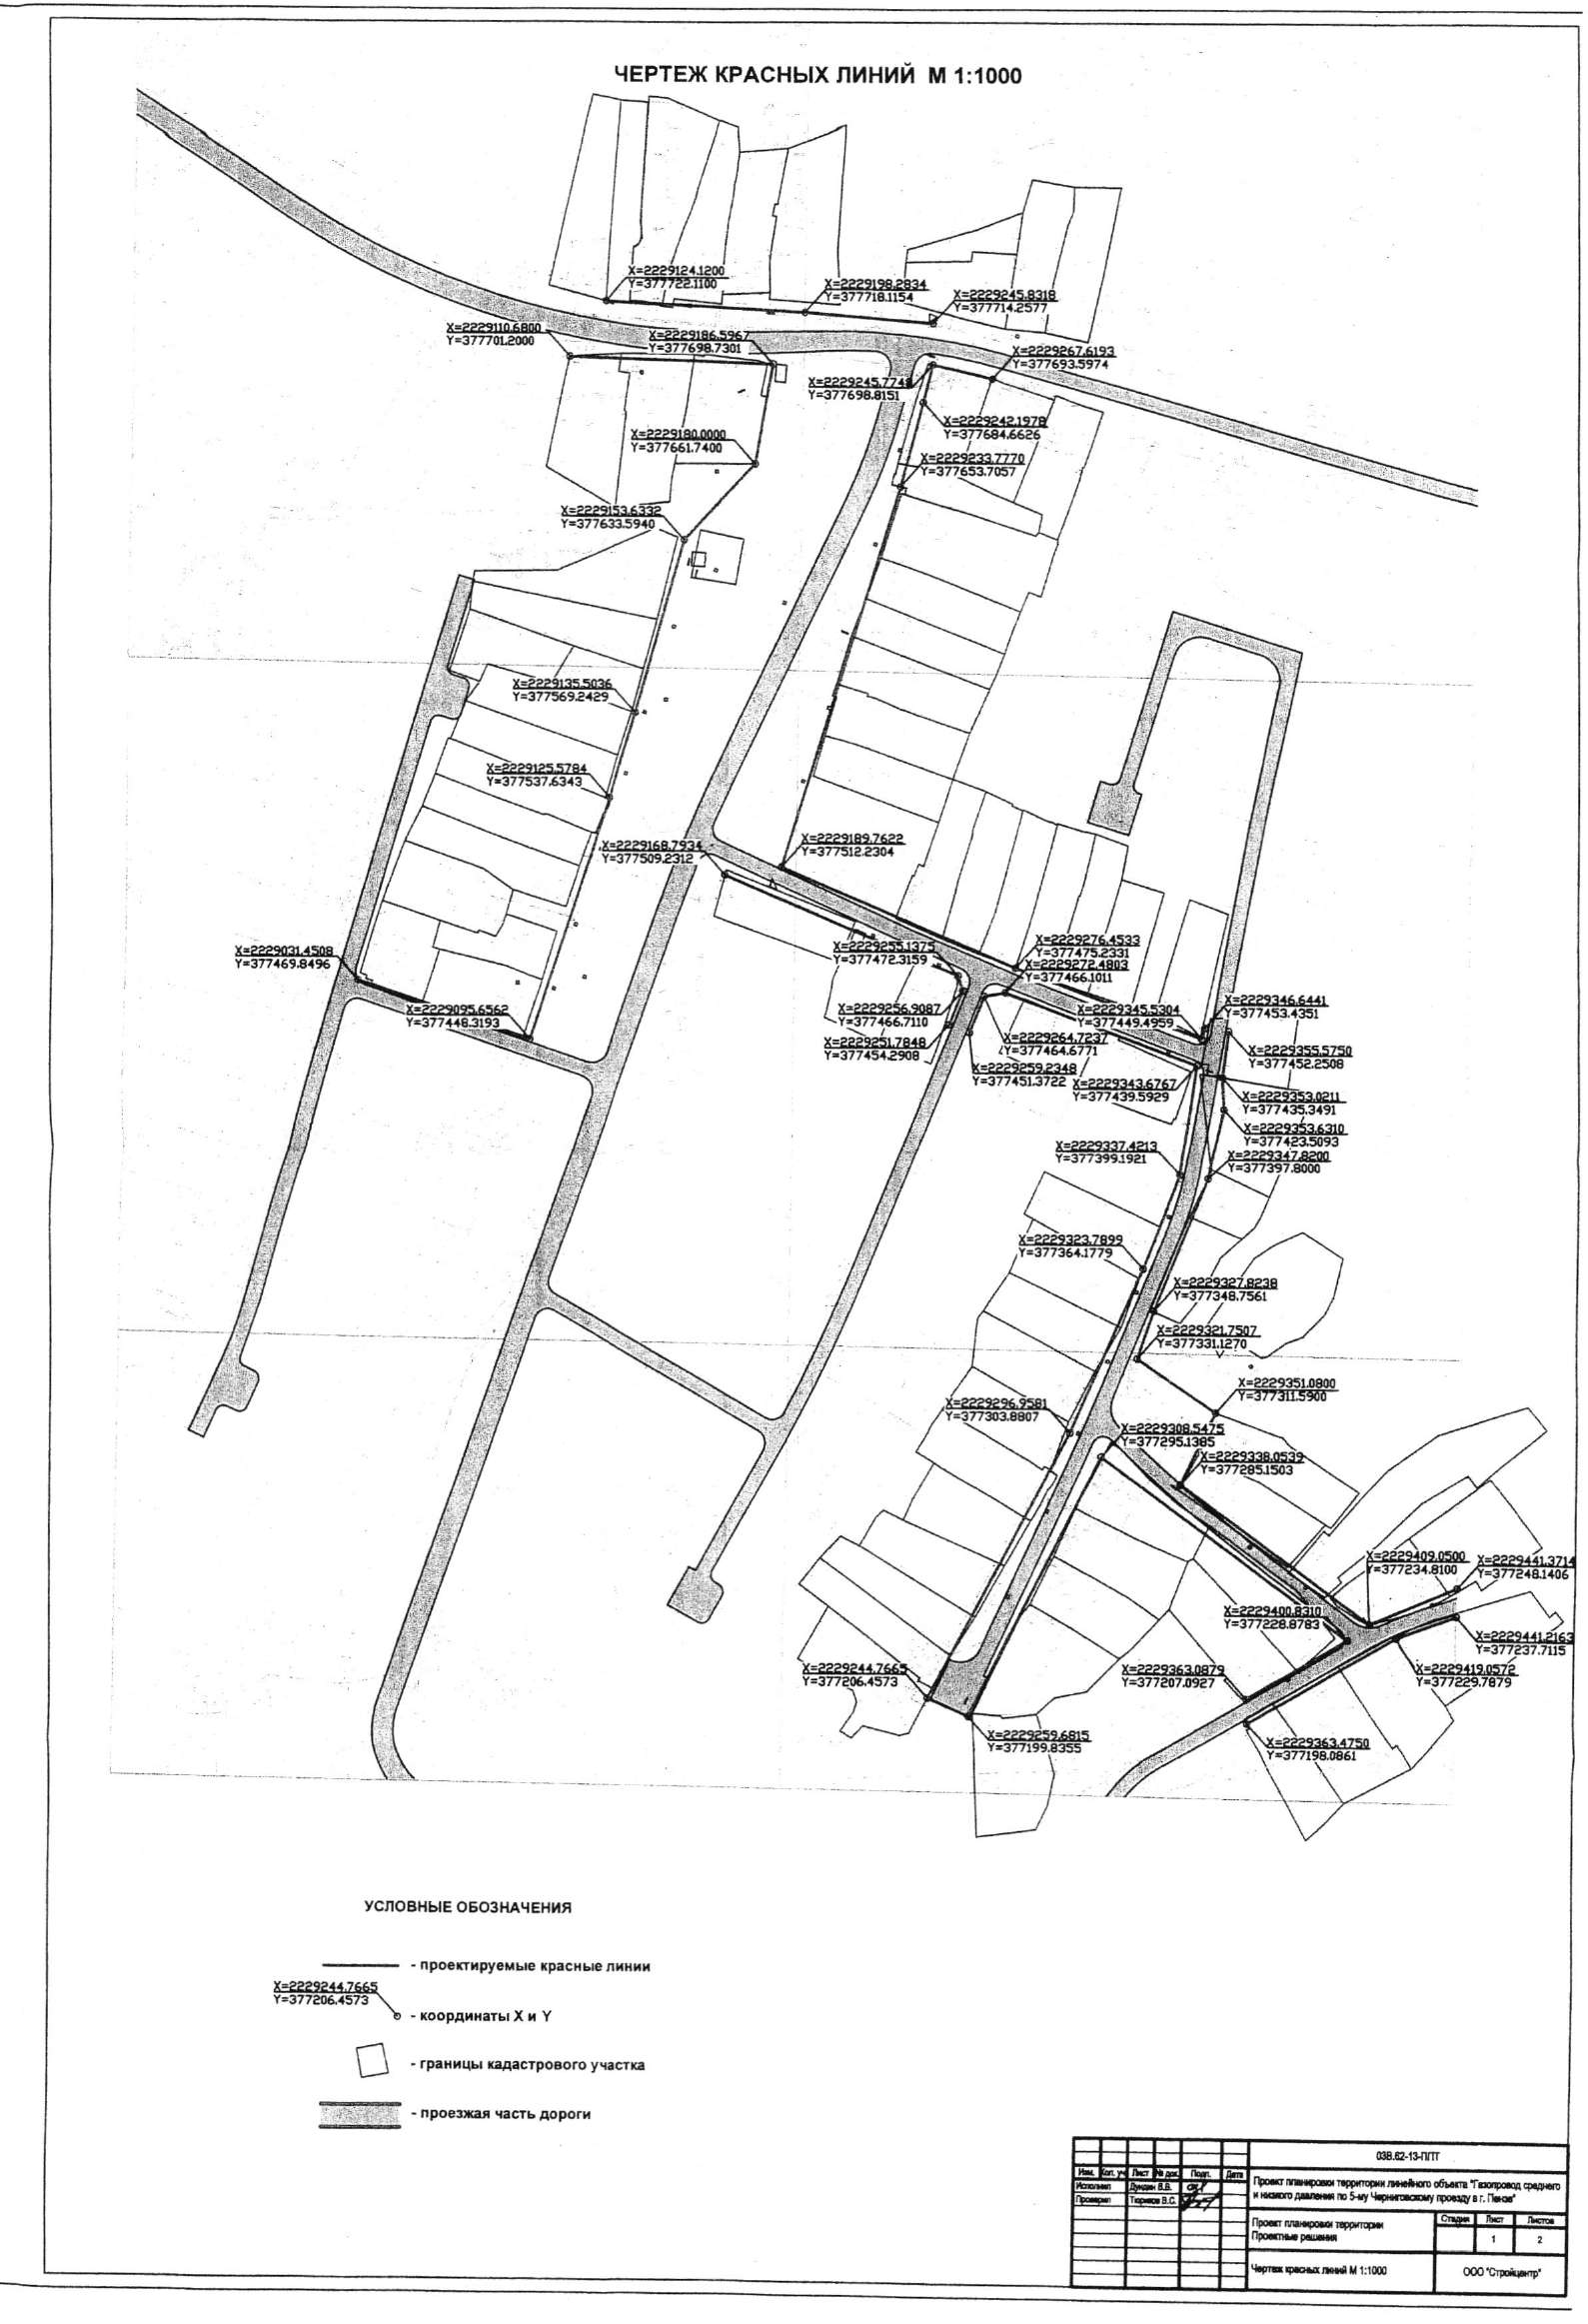 ЧЕРТЕЖ КРАСНЫХ ЛИНИЙ М 1:1000
X=2229124.1200
Y=377722.1100
X=2229198.2834
Y=377718.1154
X=2229245.8318
Y=377714.2577
X=2229110.6800
Y=377701.2000
X=2229186.5967
Y=377698.7301
X=2229267.6193
Y=377693.5974
X=2229245.774
Y=377698.8151
X=2229242.1978
Y=377684.6626
X=2229180.0000
Y=377661.7400
X=2229233.7770
Y=377653.7057
X=2229153.6332
Y=377633.5940
X=2229135.5036
Y=377569.2429
X=2229125.5784
Y=377537.6343
X=2229168.7934
Y=377509.2312
X=2229189.7622
Y=377512.2304
X=2229031.4508
Y=377469.8496
X=2229255.1375
Y=377472.3159
X=2229276.4533
Y=377475.2331
X=2229272.4803
Y=377466.1011
X=2229095.6562
Y=377448.3193
X=2229256.9087
Y=377466.7110
X=2229345.5304
Y=377449.4959
X=2229346.6441
Y=377453.4351
X=2229251.7848
Y=377454.2908
X=2229264.7237
Y=377464.6771
X=2229355.5750
Y=377452.2508
X=2229259.2348
Y=377451.3722
X=2229343.6767
Y=377439.5929
X=2229353.0211
Y=377435.3491
X=2229353.6310
Y=377423.5093
X=2229337.4213
Y=377399.1921
X=2229347.8200
Y=377397.8000
X=2229323.7899
Y=377364.1779
X=2229327.8238
Y=377348.7561
X=2229321.7507
Y=377331.1270
X=2229351.0800
Y=377311.5900
X=2229296.9581
Y=377303.8807
X=2229308.5475
Y=377295.1385
X=2229338.0539
Y=377285.1503
X=2229409.0500
Y=377234.8100
X=2229441.3714
Y=377248.1406
X=2229400.8310
Y=377228.8783
X=2229441.2163
Y=377237.7115
X=2229244.7665
Y=377206.4573
X=2229363.0879
Y=377207.0927
X=2229419.0572
Y=377229.7879
X=2229259.6815
Y=377199.8355
X=2229363.4750
Y=377198.0861
УСЛОВНЫЕ ОБОЗНАЧЕНИЯ
- проектируемые красные линии
X=2229244.7665
Y=377206.4573
- координаты X и Y
- границы кадастрового участка
- проезжая часть дороги
03В.62-13-ППТ
Изм. Кол. уч Лист № док. Подп. Дата
Исполнил Дундин В.В.
Проверил Тюриков В.С.
Проект планировки территории линейного объекта "Газопровод среднего
и низкого давления по 5-му Черниговскому проезду в г. Пензе"
Проект планировки территории
Проектные решения
Стадия Лист Листов
1 2
Чертеж красных линий М 1:1000
ООО "Стройцентр"